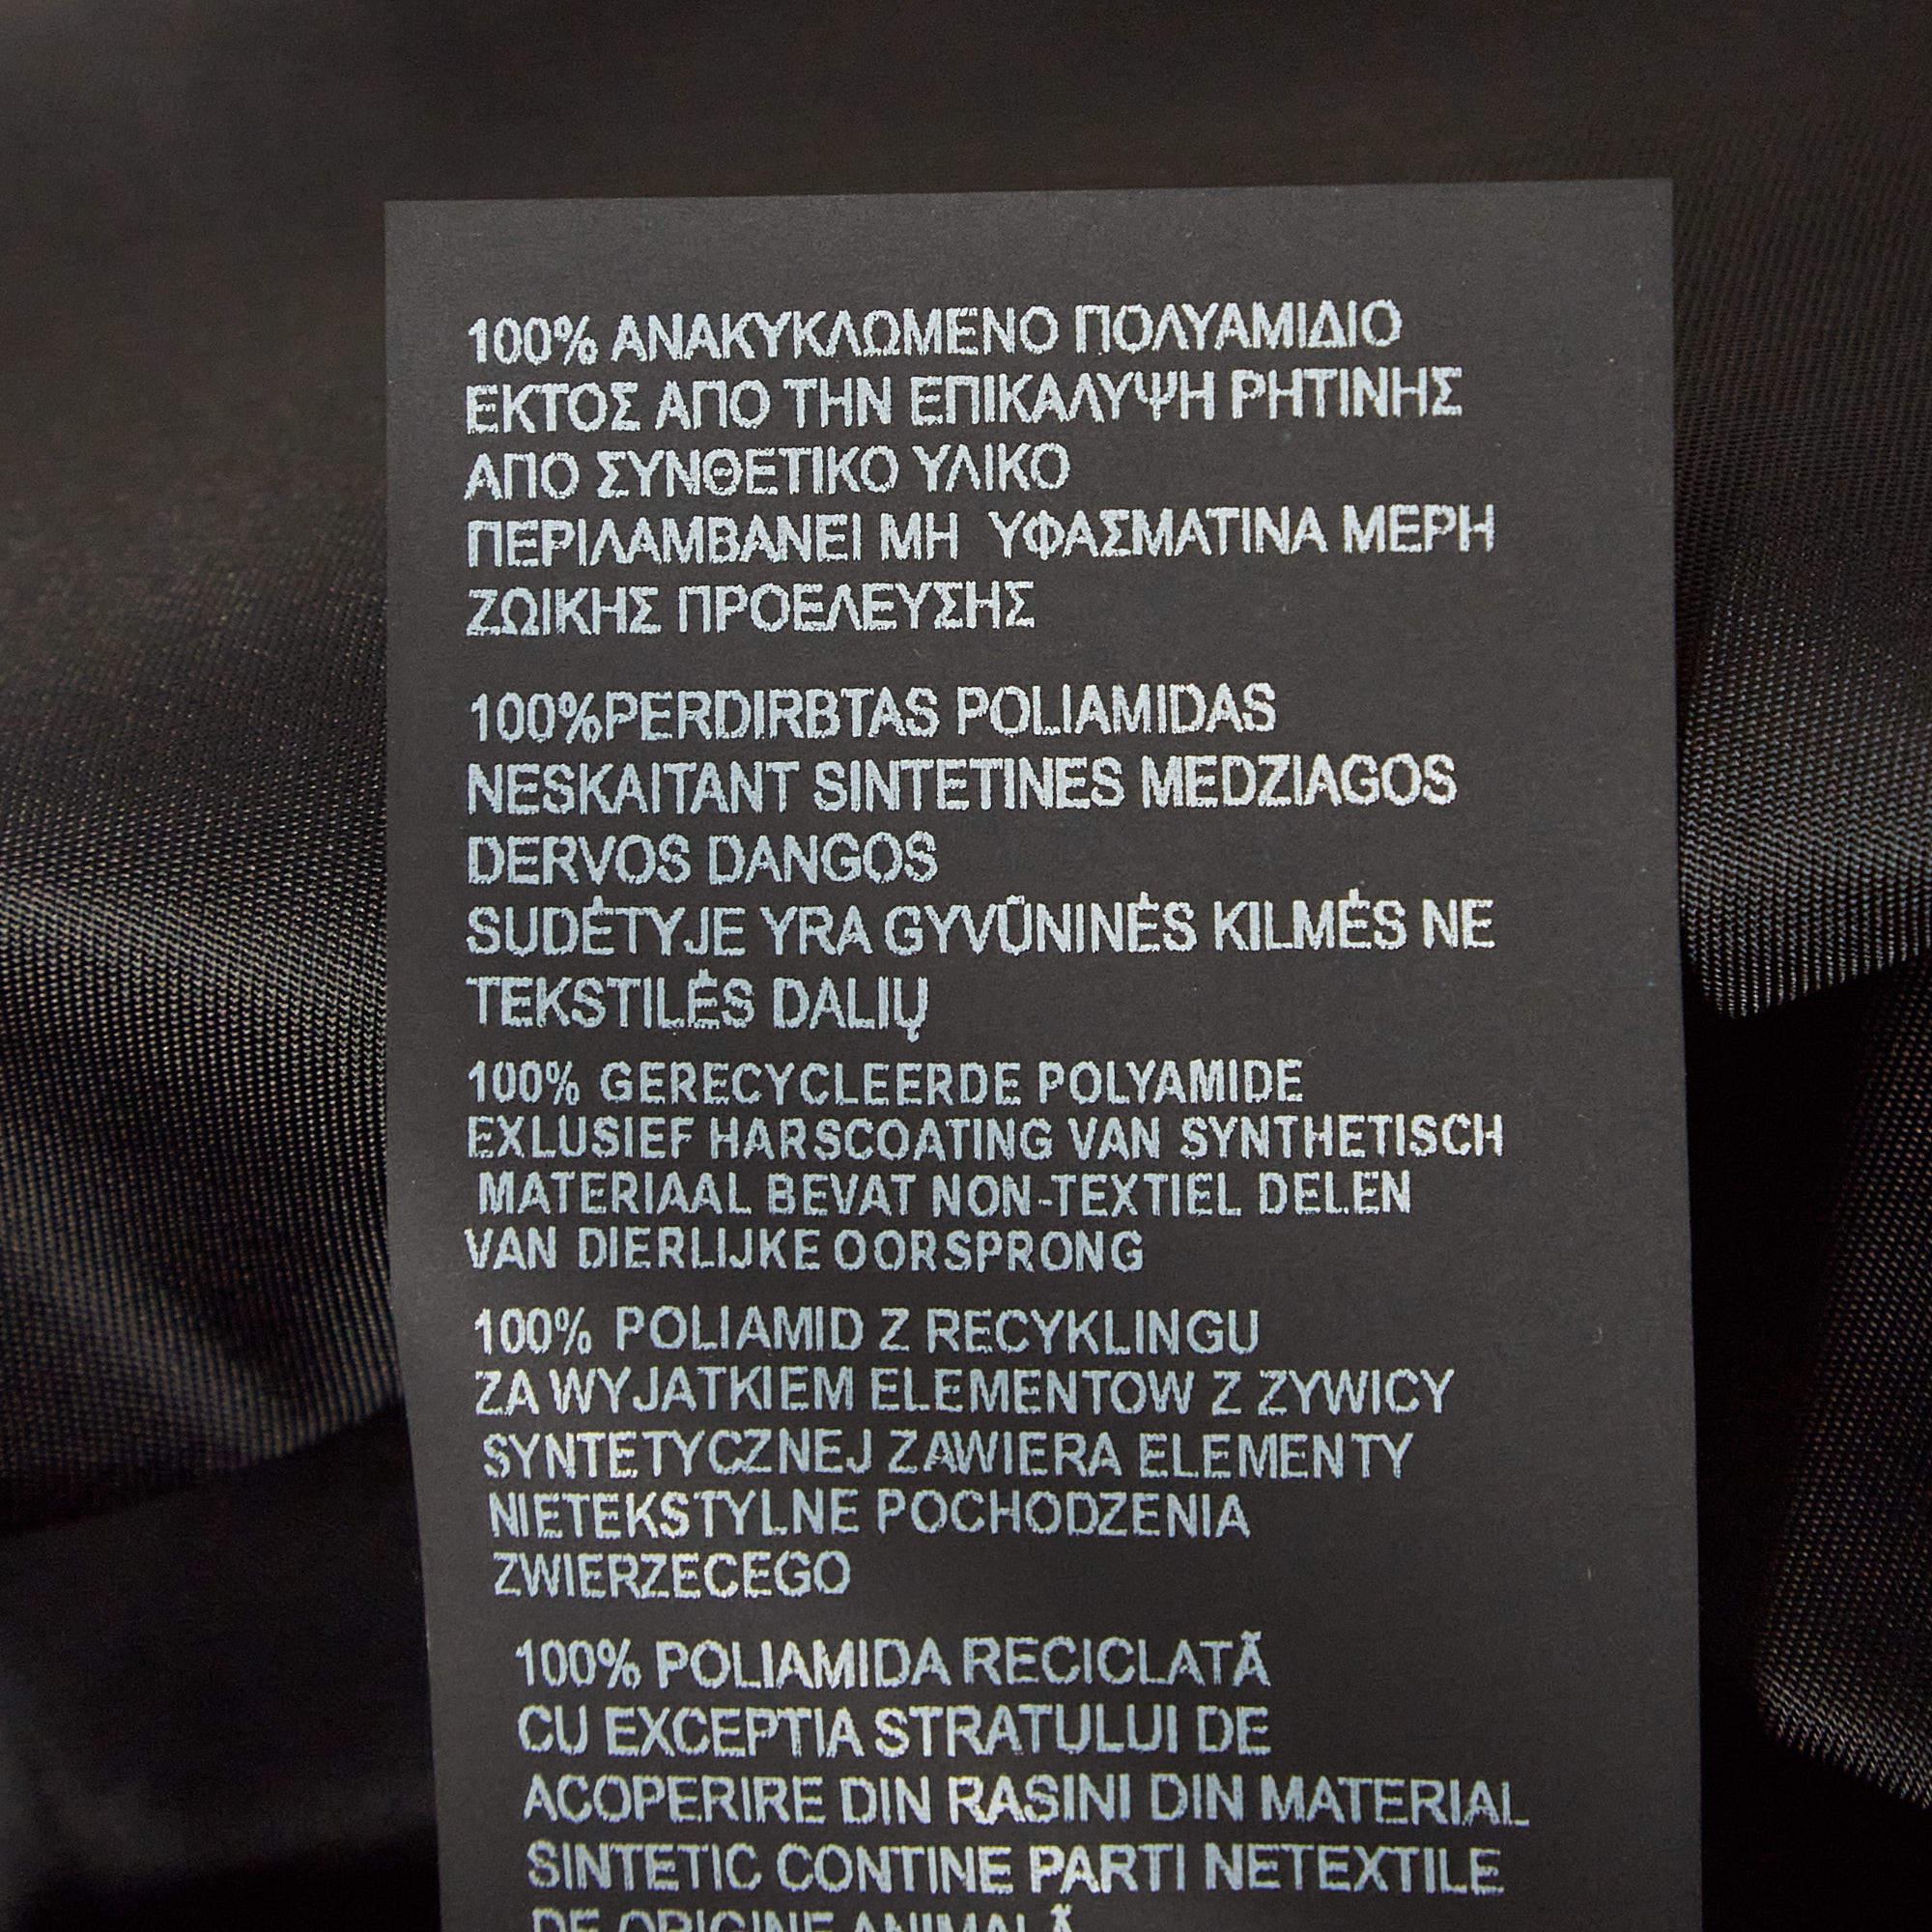 100% ΑΝΑΚΥΚΛΩΜΕΝΟ ΠΟΛΥΑΜΙΔΙΟ
ΕΚΤΟΣ ΑΠΟ ΤΗΝ ΕΠΙΚΑΛΥΨΗ ΡΗΤΙΝΗΣ
ΑΠΟ ΣΥΝΘΕΤΙΚΟ ΥΛΙΚΟ
ΠΕΡΙΛΑΜΒΑΝΕΙ ΜΗ ΥΦΑΣΜΑΤΙΝΑ ΜΕΡΗ
ΖΩΙΚΗΣ ΠΡΟΕΛΕΥΣΗΣ
100%PERDIRBTAS POLIAMIDAS
NESKAITANT SINTETINES MEDZIAGOS
DERVOS DANGOS
SUDĖTYJE YRA GYVŪNINĖS KILMĖS NE
TEKSTILĖS DALIŲ
100% GERECYCLEERDE POLYAMIDE
EXLUSIEF HARSCOATING VAN SYNTHETISCH
MATERIAAL BEVAT NON-TEXTIEL DELEN
VAN DIERLIJKE OORSPRONG
100% POLIAMID Z RECYKLINGU
ZA WYJATKIEM ELEMENTOW Z ZYWICY
SYNTETYCZNEJ ZAWIERA ELEMENTY
NIETEKSTYLNE POCHODZENIA
ZWIERZECEGO
100% POLIAMIDA RECICLATĂ
CU EXCEPTIA STRATULUI DE
ACOPERIRE DIN RASINI DIN MATERIAL
SINTETIC CONTINE PARTI NETEXTILE
DE ORIGINE ANIMALĂ